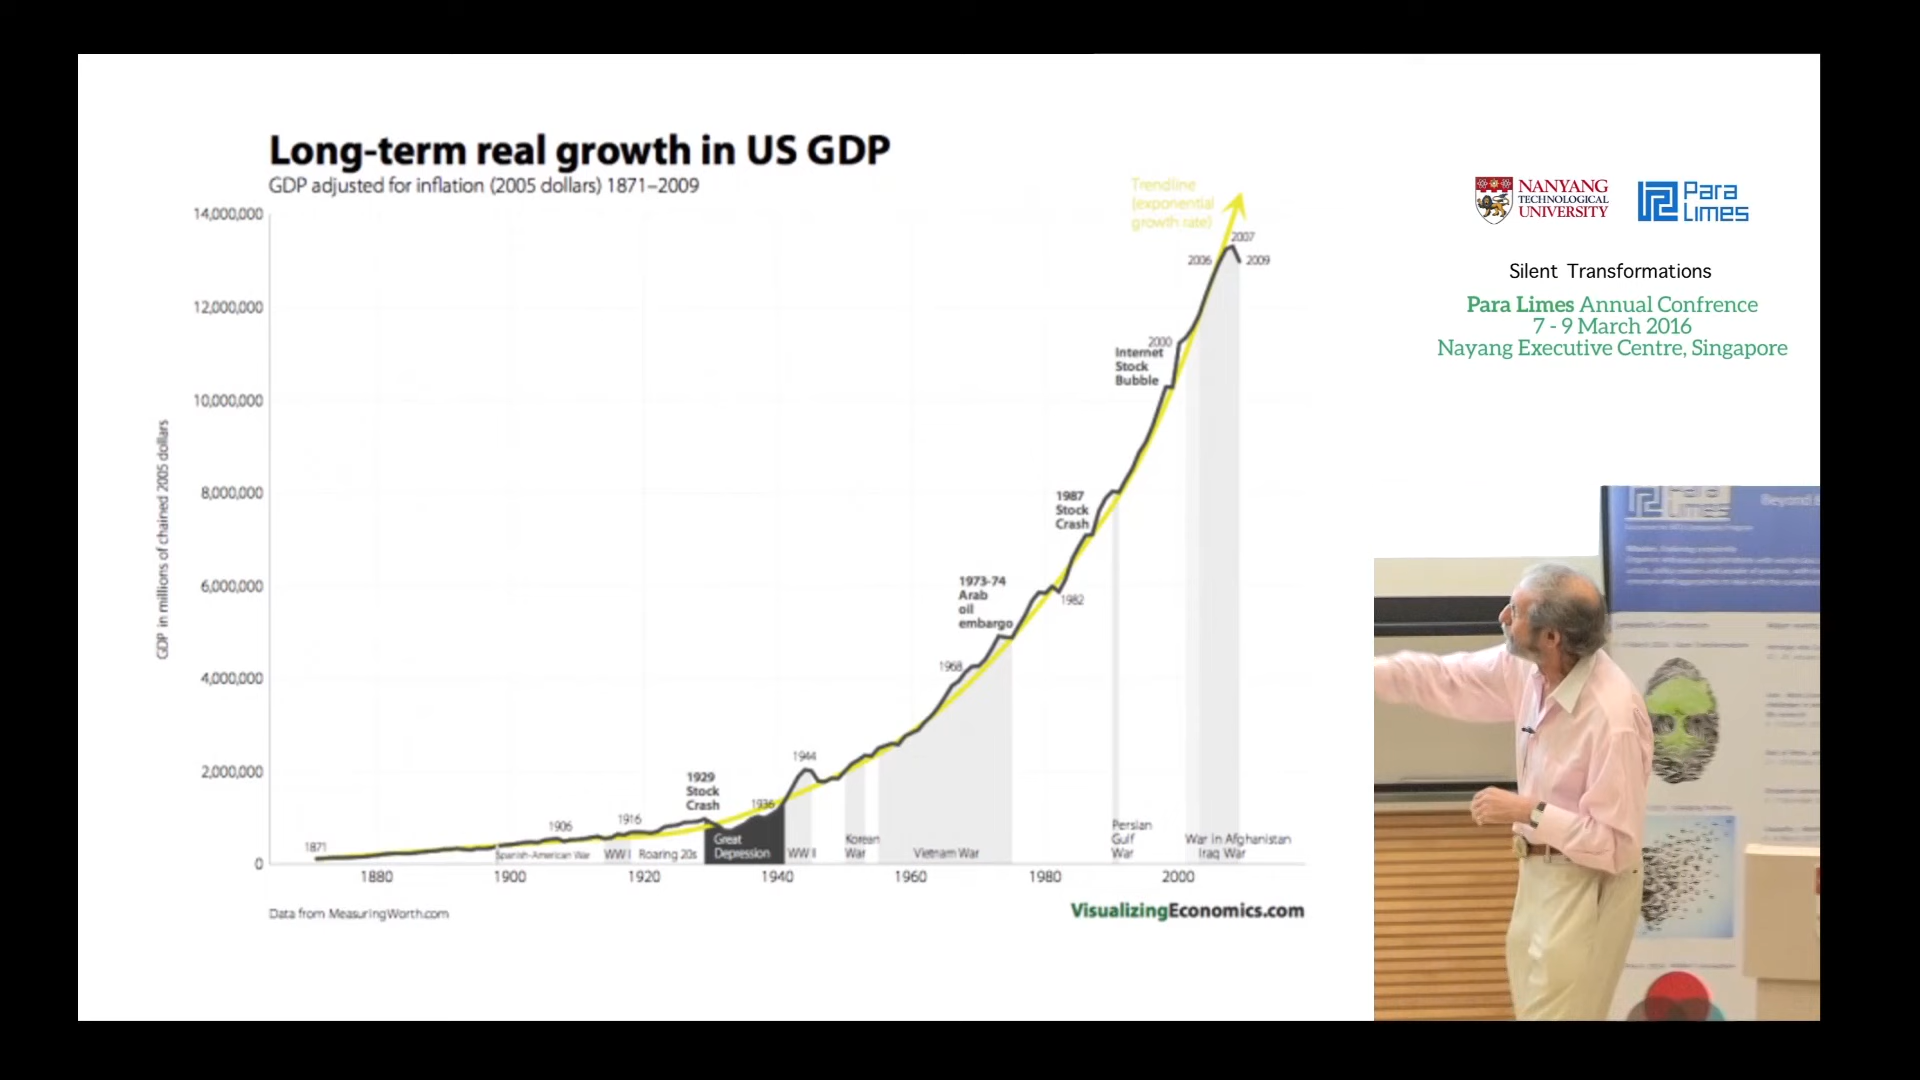 Long-term real growth in US GDP
GDP adjusted for inflation (2005 dollars) 1871–2009
14,000,000
12,000,000
10,000,000
8,000,000
6,000,000
4,000,000
2,000,000
0
GDP in millions of chained 2005 dollars
Trendline
(exponential
growth rate)
2007
2006
2009
2000
Internet
Stock
Bubble
1987
Stock
Crash
1982
1973-74
Arab
oil
embargo
1968
1944
1929
Stock
Crash
1936
1916
1906
1871
Spanish-American War
WW I
Roaring 20s
Great
Depression
WW II
Korean
War
Vietnam War
Persian
Gulf
War
War in Afghanistan
Iraq War
1880
1900
1920
1940
1960
1980
2000
Data from MeasuringWorth.com
VisualizingEconomics.com
NANYANG
TECHNOLOGICAL
UNIVERSITY
Para
Limes
Silent Transformations
Para Limes Annual Confrence
7 - 9 March 2016
Nayang Executive Centre, Singapore
Para
Limes
Beyond